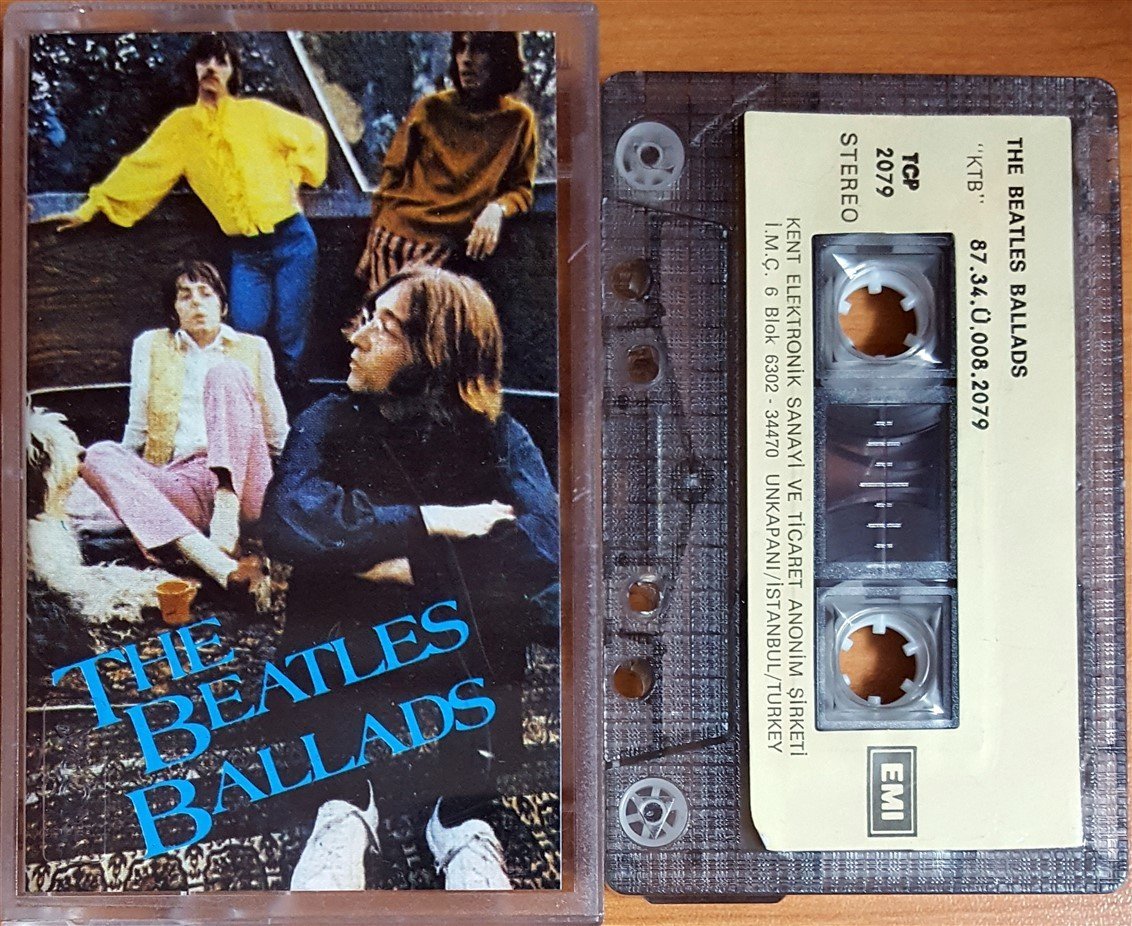 THE
BEATLES
BALLADS
THE BEATLES BALLADS
"KTB"
87.34.Ü.008.2079
TCP
2079
STEREO
KENT ELEKTRONİK SANAYİ VE TİCARET ANONİM ŞİRKETİ
İ.M.Ç. 6 Blok 6302 - 34470 UNKAPANI/İSTANBUL/TURKEY
EMI